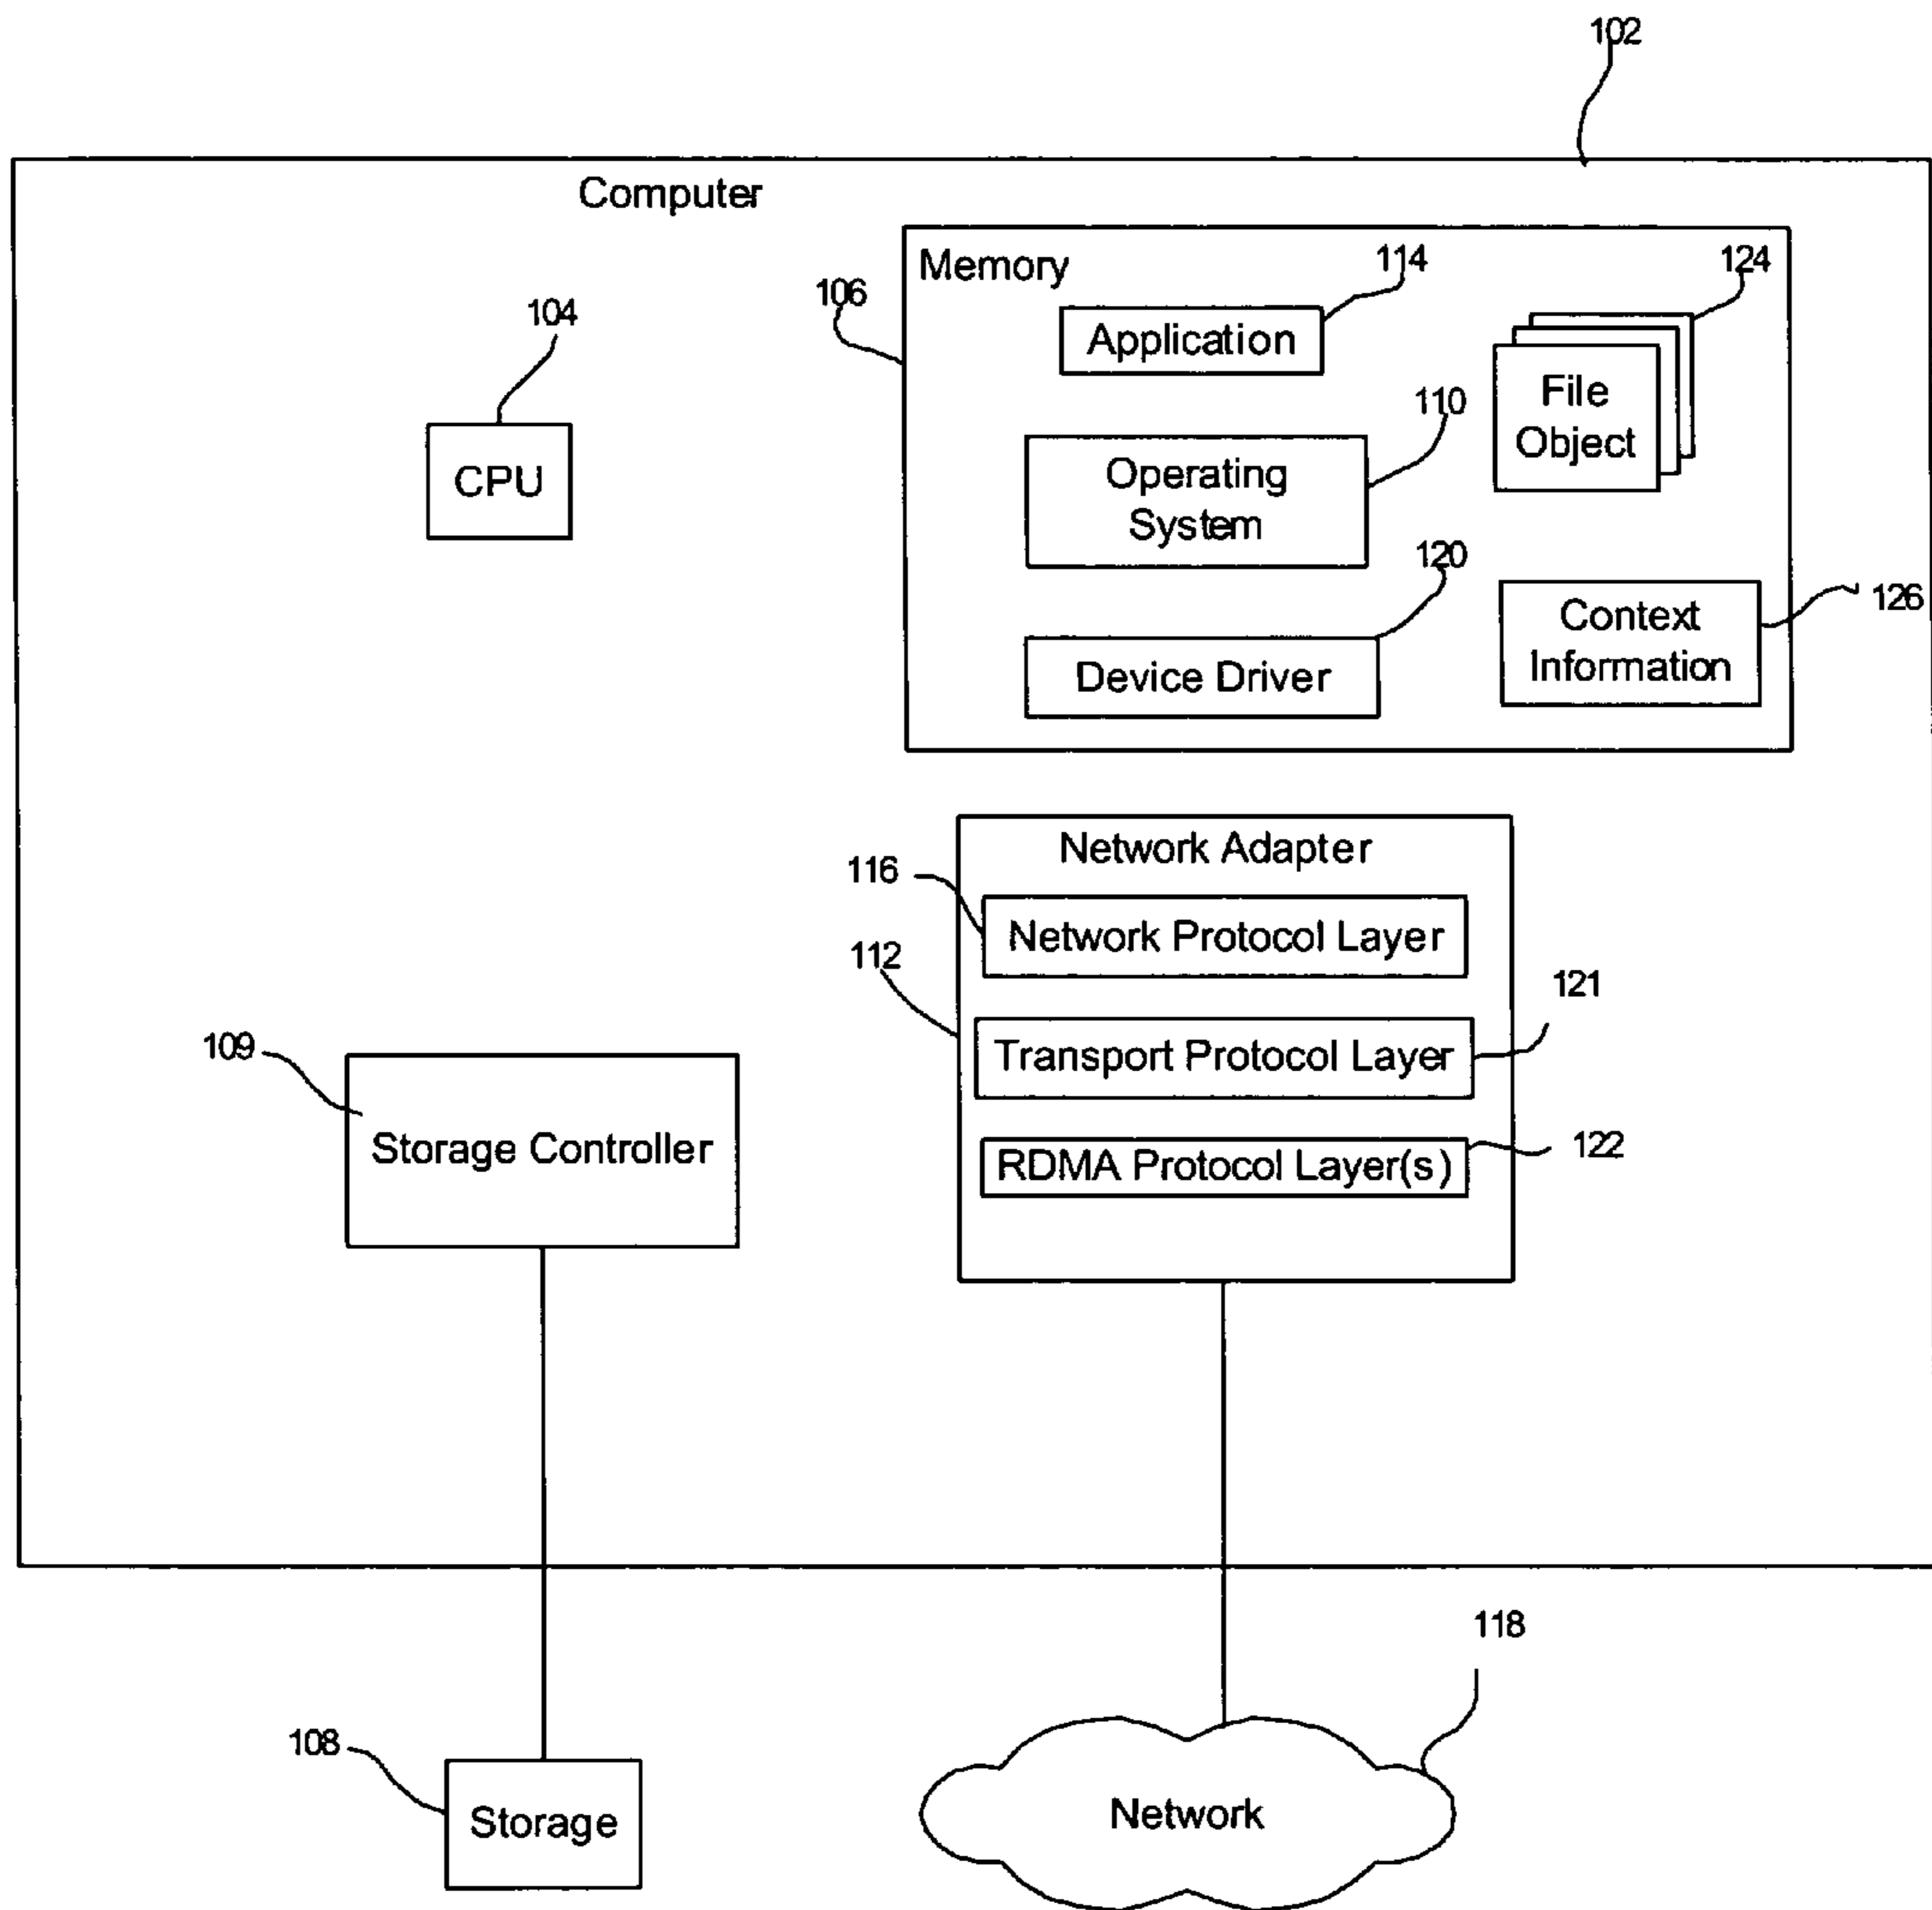 102
Computer
Memory
114
124
106
104
Application
File
Object
110
CPU
Operating
System
120
126
Context
Information
Device Driver
Network Adapter
116
Network Protocol Layer
112
121
109
Transport Protocol Layer
Storage Controller
122
RDMA Protocol Layer(s)
118
108
Storage
Network